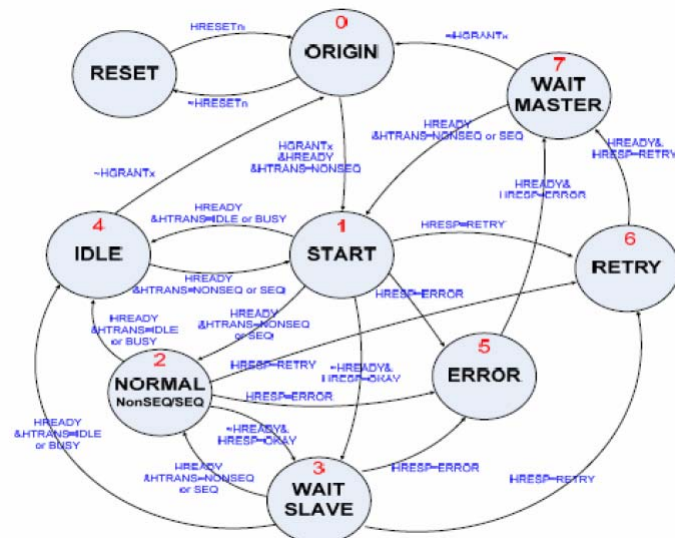 0
HRESETn
ORIGIN
RESET
~HRESETn
~HGRANTx
7
WAIT
MASTER
HGRANTx
&HREADY
&HTRANS=NONSEQ
HREADY
&HTRANS=NONSEQ or SEQ
~HGRANTx
HREADY&
HRESP=RETRY
HREADY&
HRESP=ERROR
4
IDLE
HREADY
&HTRANS=IDLE or BUSY
1
START
HRESP=RETRY
6
RETRY
HREADY
&HTRANS=NONSEQ or SEQ
HRESP=ERROR
HREADY
&HTRANS=IDLE
or BUSY
HREADY
&HTRANS=NONSEQ
or SEQ
2
NORMAL
NonSEQ/SEQ
HRESP=RETRY
~HREADY&
HRESP=OKAY
5
ERROR
HRESP=ERROR
HREADY
&HTRANS=IDLE
or BUSY
~HREADY&
HRESP=OKAY
HREADY
&HTRANS=NONSEQ
or SEQ
3
WAIT
SLAVE
HRESP=ERROR
HRESP=RETRY